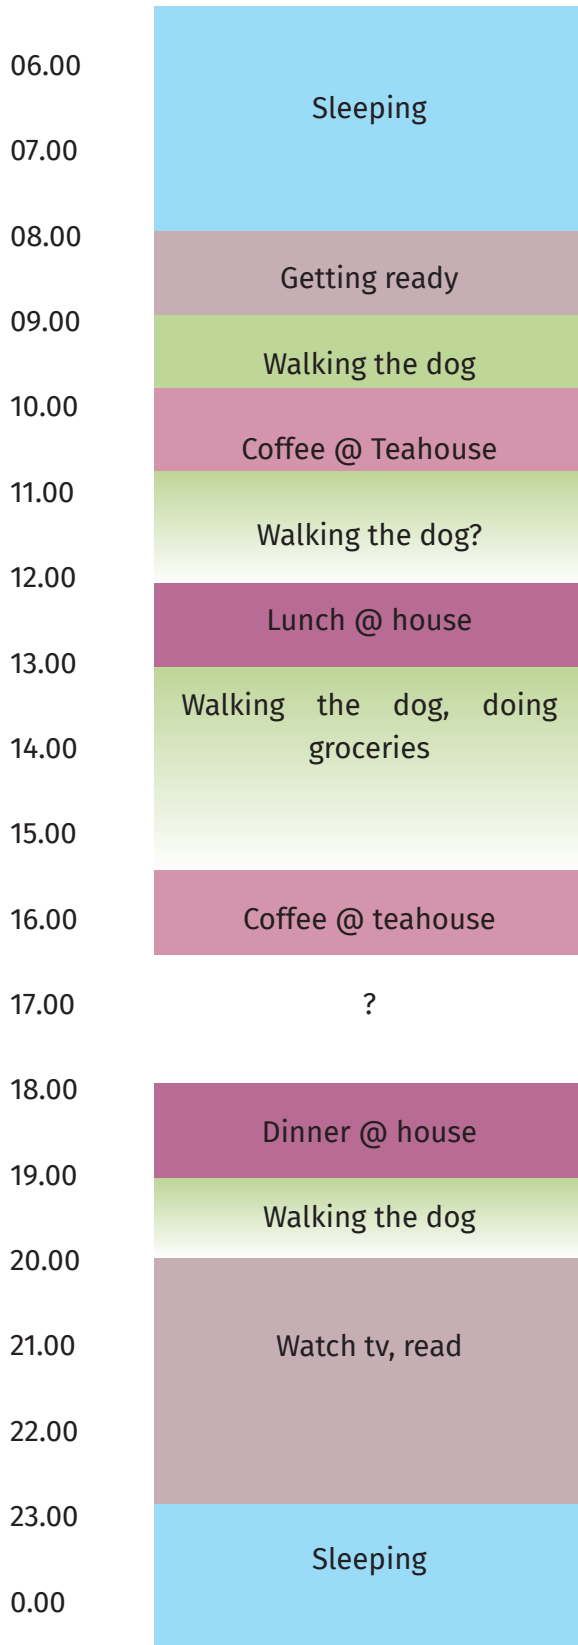 06.00
Sleeping
07.00
08.00
Getting ready
09.00
Walking the dog
10.00
Coffee @ Teahouse
11.00
Walking the dog?
12.00
Lunch @ house
13.00
Walking the dog, doing
groceries
14.00
15.00
16.00 Coffee @ teahouse
17.00 ?
18.00
Dinner @ house
19.00
Walking the dog
20.00
21.00 Watch tv, read
22.00
23.00
Sleeping
0.00